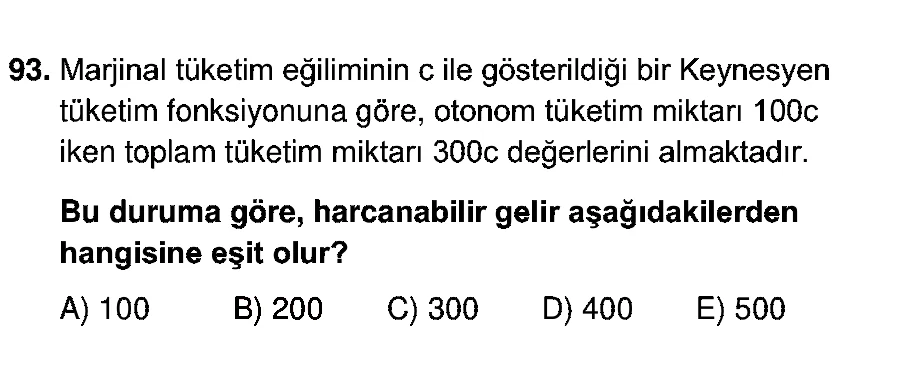 93. Marjinal tüketim eğiliminin c ile gösterildiği bir Keynesyen
tüketim fonksiyonuna göre, otonom tüketim miktarı 100c
iken toplam tüketim miktarı 300c değerlerini almaktadır.
Bu duruma göre, harcanabilir gelir aşağıdakilerden
hangisine eşit olur?
A) 100 B) 200 C) 300 D) 400 E) 500